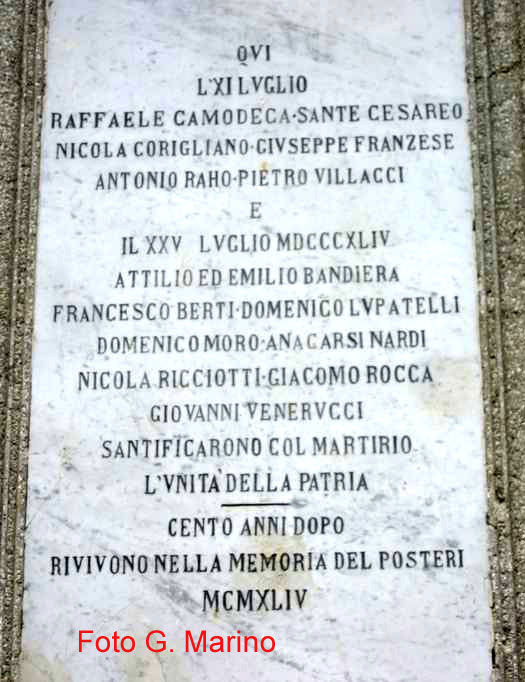 QVI
L'XI LVGLIO
RAFFAELE CAMODECA·SANTE CESAREO
NICOLA CORIGLIANO·GIVSEPPE FRANZESE
ANTONIO RAHO·PIETRO VILLACCI
E
IL XXV LVGLIO MDCCCXLIV
ATTILIO ED EMILIO BANDIERA
FRANCESCO BERTI·DOMENICO LVPATELLI
DOMENICO MORO·ANACARSI NARDI
NICOLA RICCIOTTI·GIACOMO ROCCA
GIOVANNI VENERVCCI
SANTIFICARONO COL MARTIRIO
L'VNITA' DELLA PATRIA
CENTO ANNI DOPO
RIVIVONO NELLA MEMORIA DEL POSTERI
MCMXLIV
Foto G. Marino